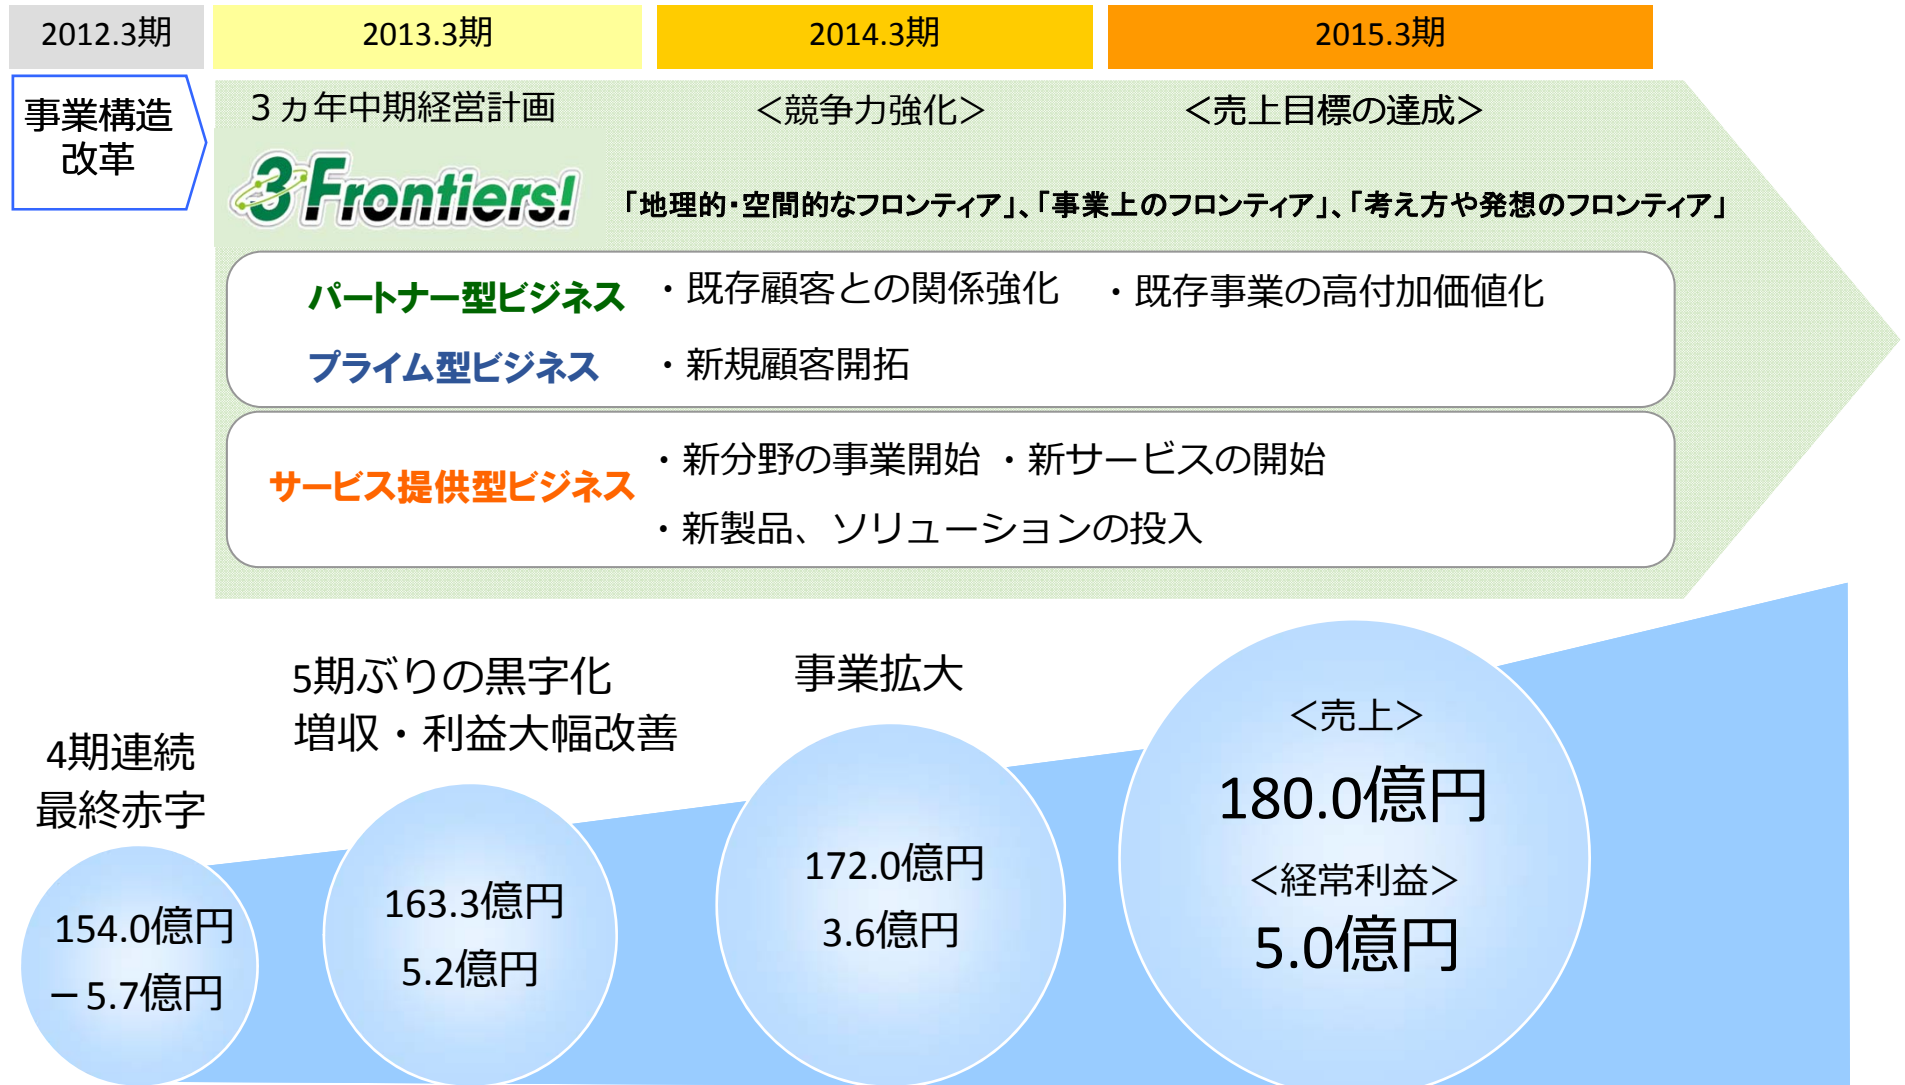 2012.3期
2013.3期
2014.3期
2015.3期
事業構造
改革
3ヵ年中期経営計画
＜競争力強化＞
＜売上目標の達成＞
3 Frontiers!
「地理的・空間的なフロンティア」、「事業上のフロンティア」、「考え方や発想のフロンティア」
パートナー型ビジネス
・既存顧客との関係強化
・既存事業の高付加価値化
プライム型ビジネス
・新規顧客開拓
サービス提供型ビジネス
・新分野の事業開始 ・新サービスの開始
・新製品、ソリューションの投入
4期連続
最終赤字
154.0億円
－5.7億円
5期ぶりの黒字化
増収・利益大幅改善
163.3億円
5.2億円
事業拡大
172.0億円
3.6億円
＜売上＞
180.0億円
＜経常利益＞
5.0億円